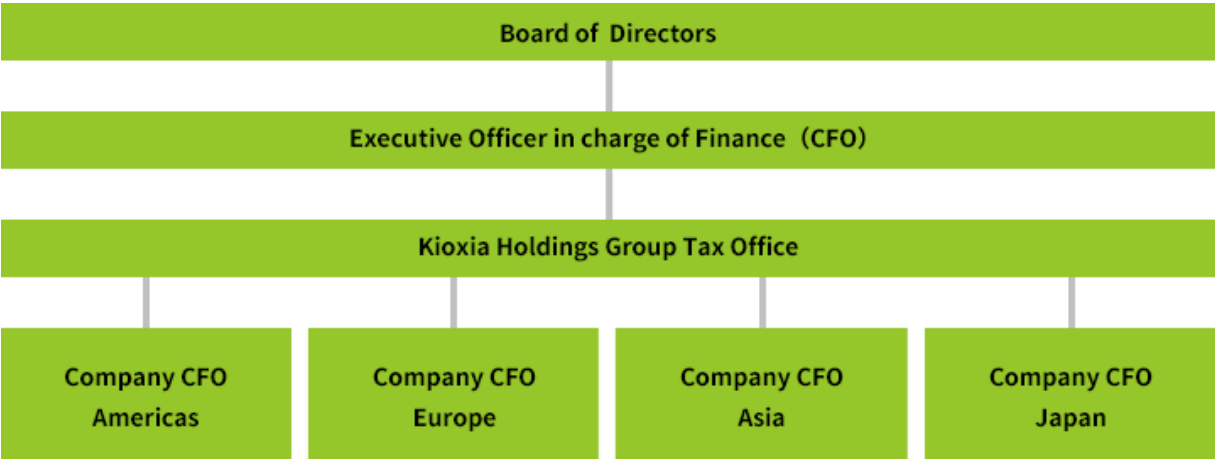 Board of Directors
Executive Officer in charge of Finance（CFO）
Kioxia Holdings Group Tax Office
Company CFO
Americas
Company CFO
Europe
Company CFO
Asia
Company CFO
Japan